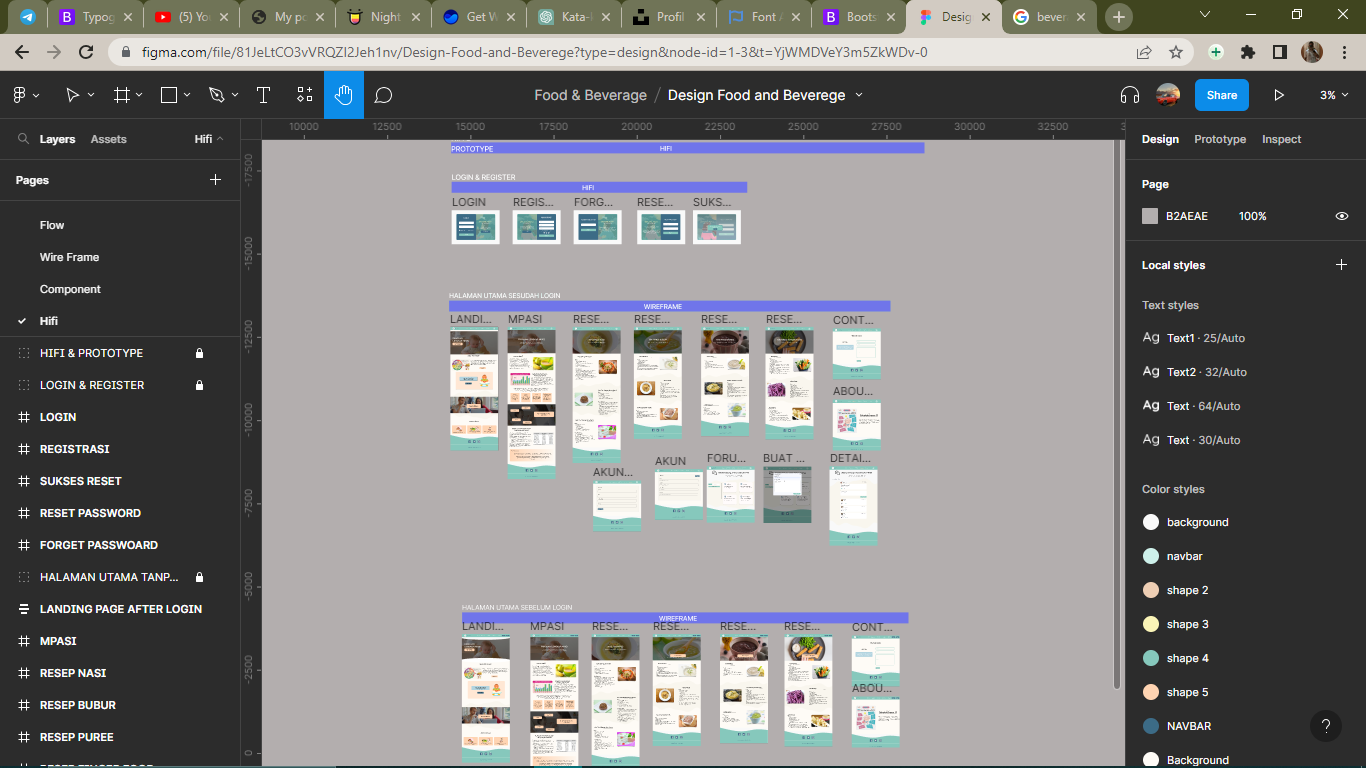 Typog
(5) Yo
My po
Night
Get W
Kata-
Profil
Font A
Boots
Desig
bever
figma.com/file/81JeLtCO3vVRQZI2Jeh1nv/Design-Food-and-Beverege?type=design&node-id=1-3&t=YjWMDVeY3m5ZkWDv-0
Food & Beverage / Design Food and Beverege
Share
3%
Layers
Assets
Hifi
10000
12500
15000
17500
20000
22500
25000
27500
30000
32500
Design
Prototype
Inspect
Pages
Flow
Wire Frame
Component
Hifi
HIFI & PROTOTYPE
LOGIN & REGISTER
LOGIN
REGISTRASI
SUKSES RESET
RESET PASSWORD
FORGET PASSWOARD
HALAMAN UTAMA TANP...
LANDING PAGE AFTER LOGIN
MPASI
RESEP NASI
RESEP BUBUR
RESEP PUREE
-17500
-15000
-12500
-10000
-7500
-5000
-2500
0
PROTOTYPE
HIFI
LOGIN & REGISTER
HIFI
LOGIN
REGIS...
FORG...
RESE...
SUKS...
HALAMAN UTAMA SESUDAH LOGIN
WIREFRAME
LANDI...
MPASI
RESE...
RESE...
RESE...
RESE...
CONT...
ABOU...
AKUN...
AKUN
FORU...
BUAT ...
DETAI...
HALAMAN UTAMA SEBELUM LOGIN
WIREFRAME
LANDI...
MPASI
RESE...
RESE...
RESE...
RESE...
CONT...
ABOU...
Page
B2AEAE
100%
Local styles
Text styles
Ag Text1 · 25/Auto
Ag Text2 · 32/Auto
Ag Text · 64/Auto
Ag Text · 30/Auto
Color styles
background
navbar
shape 2
shape 3
shape 4
shape 5
NAVBAR
Background
?